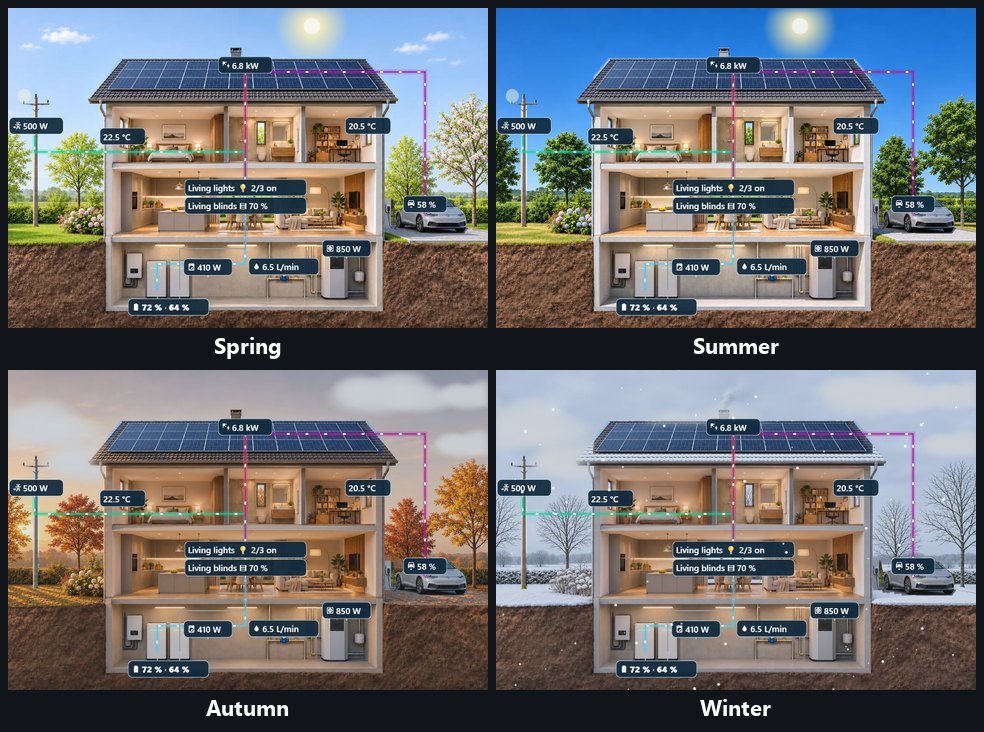 6.8 kW
500 W
22.5 °C
20.5 °C
Living lights 2/3 on
Living blinds 70 %
58 %
850 W
410 W
6.5 L/min
72 % · 64 %
Spring
6.8 kW
500 W
22.5 °C
20.5 °C
Living lights 2/3 on
Living blinds 70 %
58 %
850 W
410 W
6.5 L/min
72 % · 64 %
Summer
6.8 kW
500 W
22.5 °C
20.5 °C
Living lights 2/3 on
Living blinds 70 %
58 %
850 W
410 W
6.5 L/min
72 % · 64 %
Autumn
6.8 kW
500 W
22.5 °C
20.5 °C
Living lights 2/3 on
Living blinds 70 %
58 %
850 W
410 W
6.5 L/min
72 % · 64 %
Winter